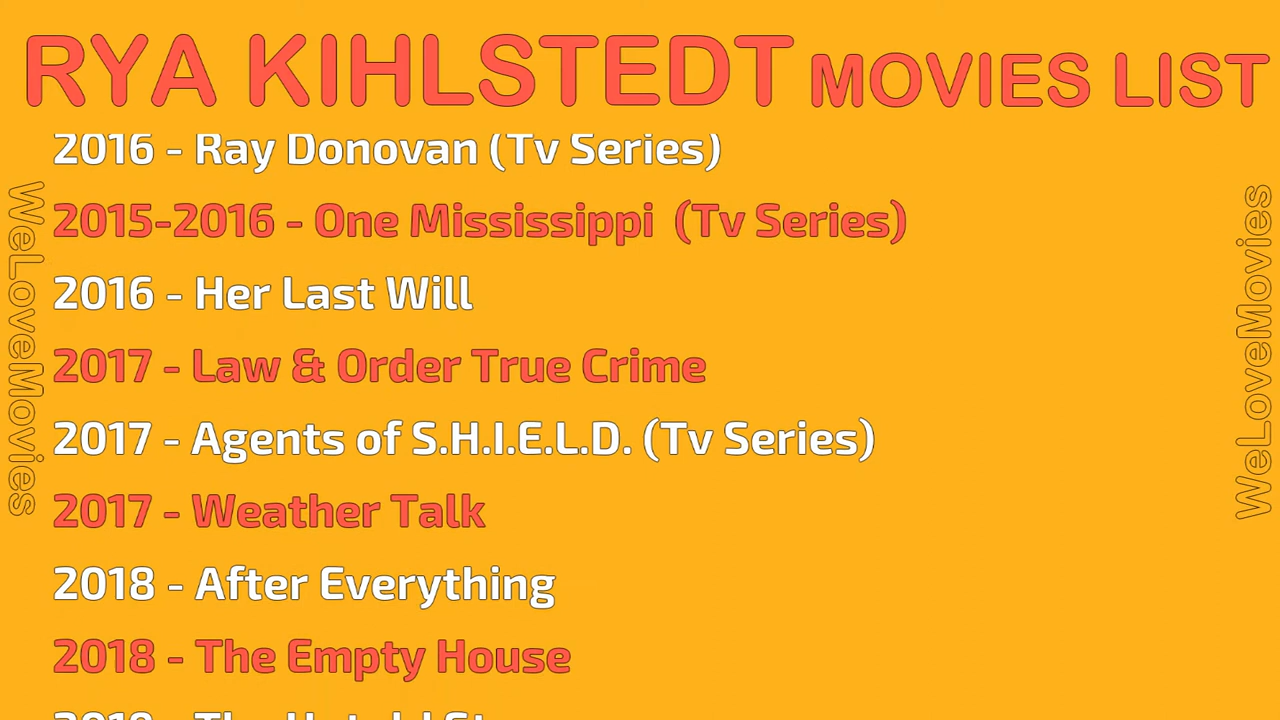 RYA KIHLSTEDT MOVIES LIST
2016 - Ray Donovan (Tv Series)
2015-2016 - One Mississippi (Tv Series)
2016 - Her Last Will
2017 - Law & Order True Crime
2017 - Agents of S.H.I.E.L.D. (Tv Series)
2017 - Weather Talk
2018 - After Everything
2018 - The Empty House
WeLoveMovies
WeLoveMovies